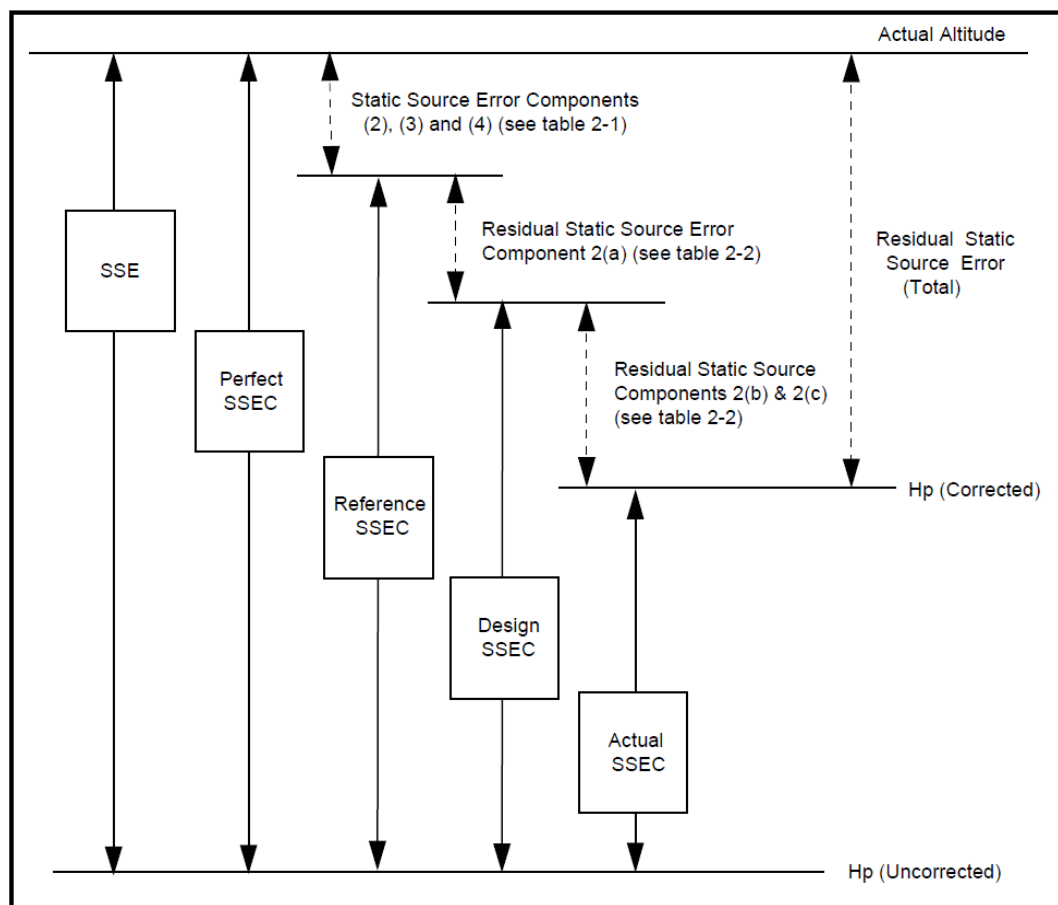 Actual Altitude
Static Source Error Components
(2), (3) and (4) (see table 2-1)
Residual Static Source Error
Component 2(a) (see table 2-2)
SSE
Residual Static
Source Error
(Total)
Perfect
SSEC
Residual Static Source
Components 2(b) & 2(c)
(see table 2-2)
Reference
SSEC
Hp (Corrected)
Design
SSEC
Actual
SSEC
Hp (Uncorrected)